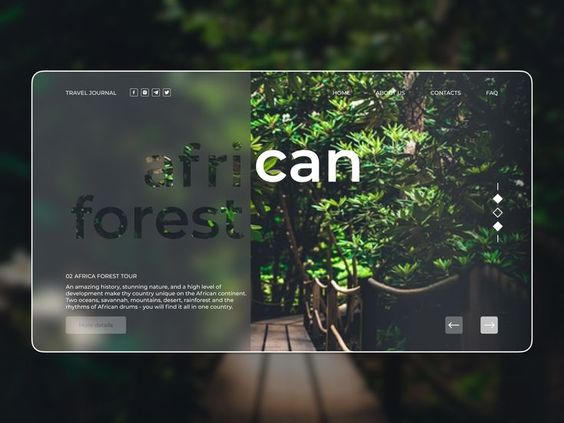 TRAVEL JOURNAL
HOME
ABOUT US
CONTACTS
FAQ
african
forest
02 AFRICA FOREST TOUR
An amazing history, stunning nature, and a high level of
development make thy country unique on the African continent.
Two oceans, savannah, mountains, desert, rainforest and the
rhythms of African drums - you will find it all in one country.
More details